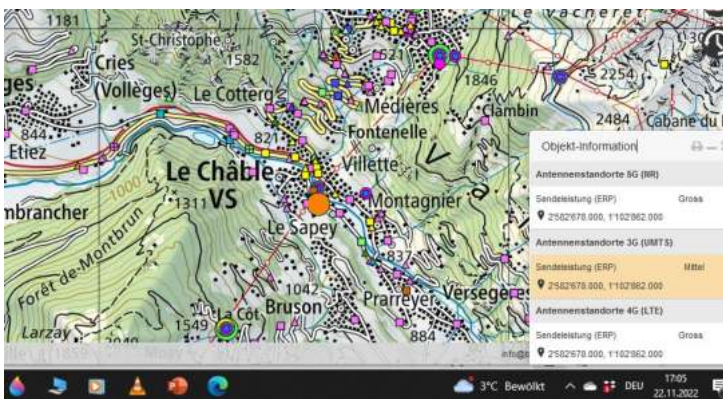 1181
Le Vacheret
St-Christophe
1582
Cries
(Vollèges)
Le Cotterg
1521
1846
2254
Médières
Clambin
2484
Cabane du
844
Etiez
821
Fontenelle
Villette
Le Châble
VS
1000
1311
Montagnier
mbrancher
Le Sapey
837
Forêt-de-Montbrun
1042
Bruson
Prarreyer
Versegères
1549
La Côt
Larzay
884
Objekt-Information
Antennenstandorte 5G (NR)
Sendeleistung (ERP) Gross
2'582'678.000, 1'102'862.000
Antennenstandorte 3G (UMTS)
Sendeleistung (ERP) Mittel
2'582'678.000, 1'102'862.000
Antennenstandorte 4G (LTE)
Sendeleistung (ERP) Gross
2'582'678.000, 1'102'862.000
3°C Bewölkt
DEU
17:05
22.11.2022